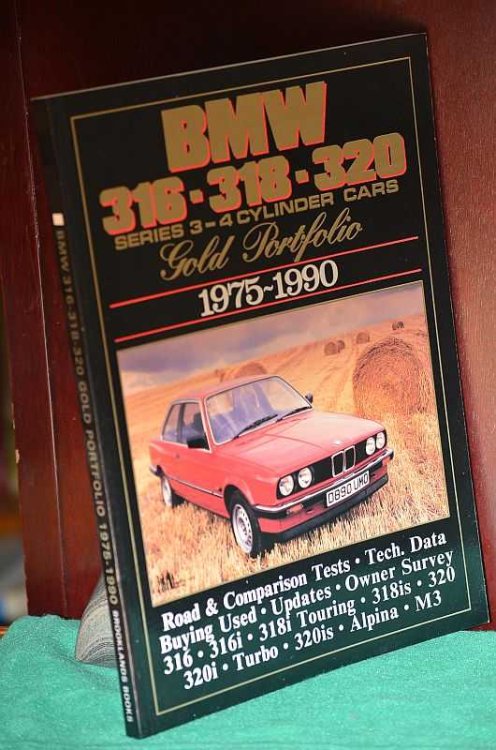 BMW
316·318·320
SERIES 3-4 CYLINDER CARS
Gold Portfolio
1975~1990
D890 UMO
Road & Comparison Tests · Tech. Data
Buying Used · Updates · Owner Survey
316 · 316i · 318i Touring · 318is · 320
320i · Turbo · 320is · Alpina · M3
BMW 316·318·320 GOLD PORTFOLIO 1975·1990 BROOKLANDS BOOKS